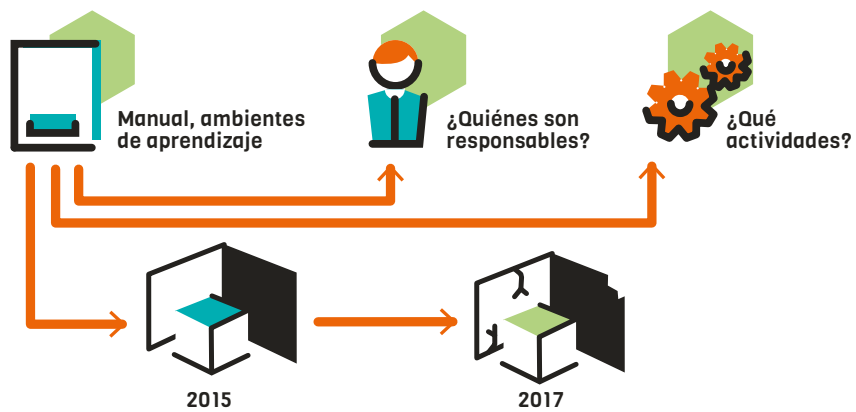 Manual, ambientes
de aprendizaje
¿Quiénes son
responsables?
¿Qué
actividades?
2015
2017